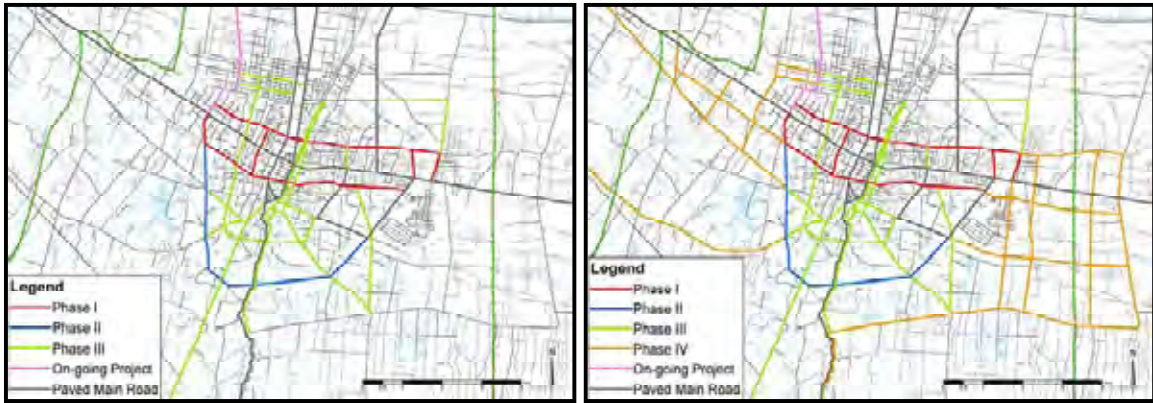 Legend
Phase I
Phase II
Phase III
On-going Project
Paved Main Road
Legend
Phase I
Phase II
Phase III
Phase IV
On-going Project
Paved Main Road